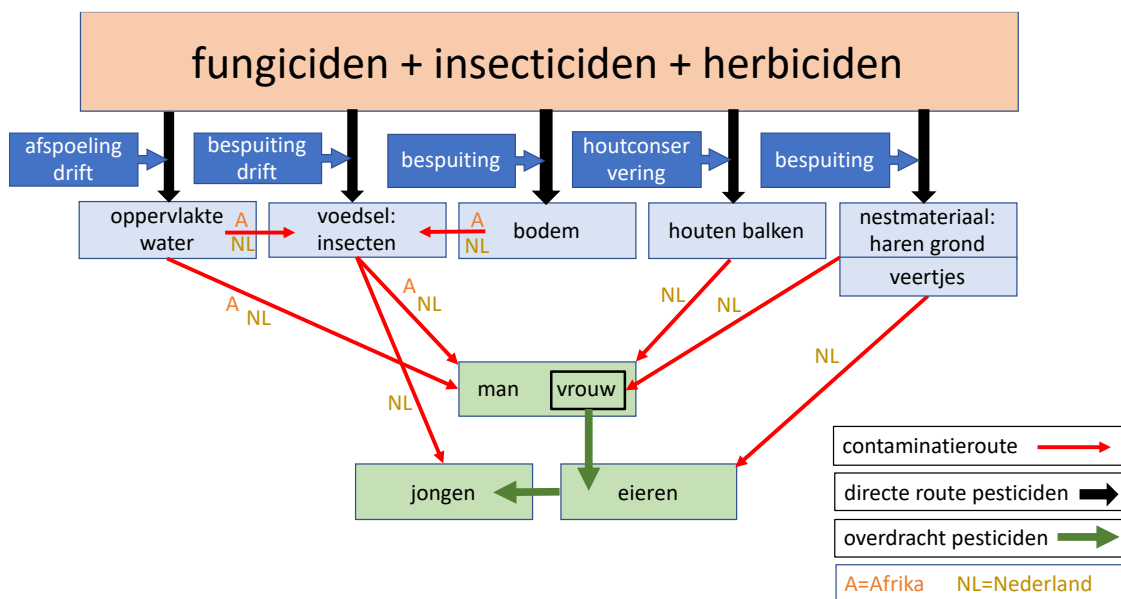 fungiciden + insecticiden + herbiciden
afspoeling
drift
bespuiting
drift
bespuiting
houtconser
vering
bespuiting
oppervlakte
water
A
NL
voedsel:
insecten
A
NL
bodem
houten balken
nestmateriaal:
haren grond
veertjes
A
NL
A
NL
NL
NL
NL
NL
man
vrouw
jongen
eieren
contaminatieroute
directe route pesticiden
overdracht pesticiden
A=Afrika NL=Nederland